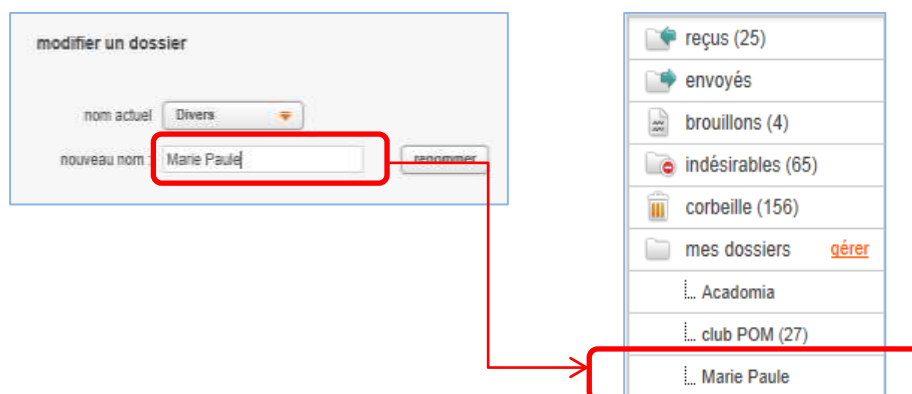 modifier un dossier
nom actuel Divers
nouveau nom : Marie Paule renommer
reçus (25)
envoyés
brouillons (4)
indésirables (65)
corbeille (156)
mes dossiers gérer
Acadomia
club POM (27)
Marie Paule